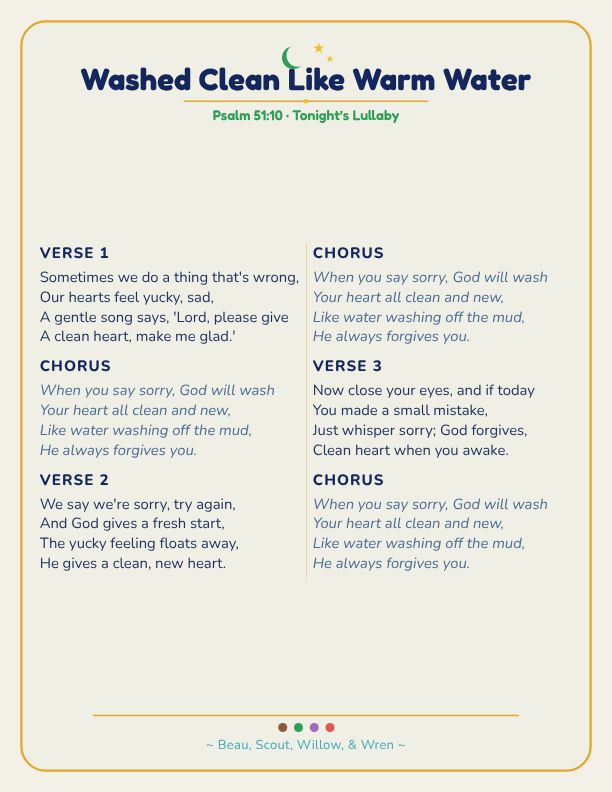 Washed Clean Like Warm Water
Psalm 51:10 · Tonight's Lullaby
VERSE 1
Sometimes we do a thing that's wrong,
Our hearts feel yucky, sad,
A gentle song says, 'Lord, please give
A clean heart, make me glad.'
CHORUS
When you say sorry, God will wash
Your heart all clean and new,
Like water washing off the mud,
He always forgives you.
VERSE 2
We say we're sorry, try again,
And God gives a fresh start,
The yucky feeling floats away,
He gives a clean, new heart.
CHORUS
When you say sorry, God will wash
Your heart all clean and new,
Like water washing off the mud,
He always forgives you.
VERSE 3
Now close your eyes, and if today
You made a small mistake,
Just whisper sorry; God forgives,
Clean heart when you awake.
CHORUS
When you say sorry, God will wash
Your heart all clean and new,
Like water washing off the mud,
He always forgives you.
~ Beau, Scout, Willow, & Wren ~